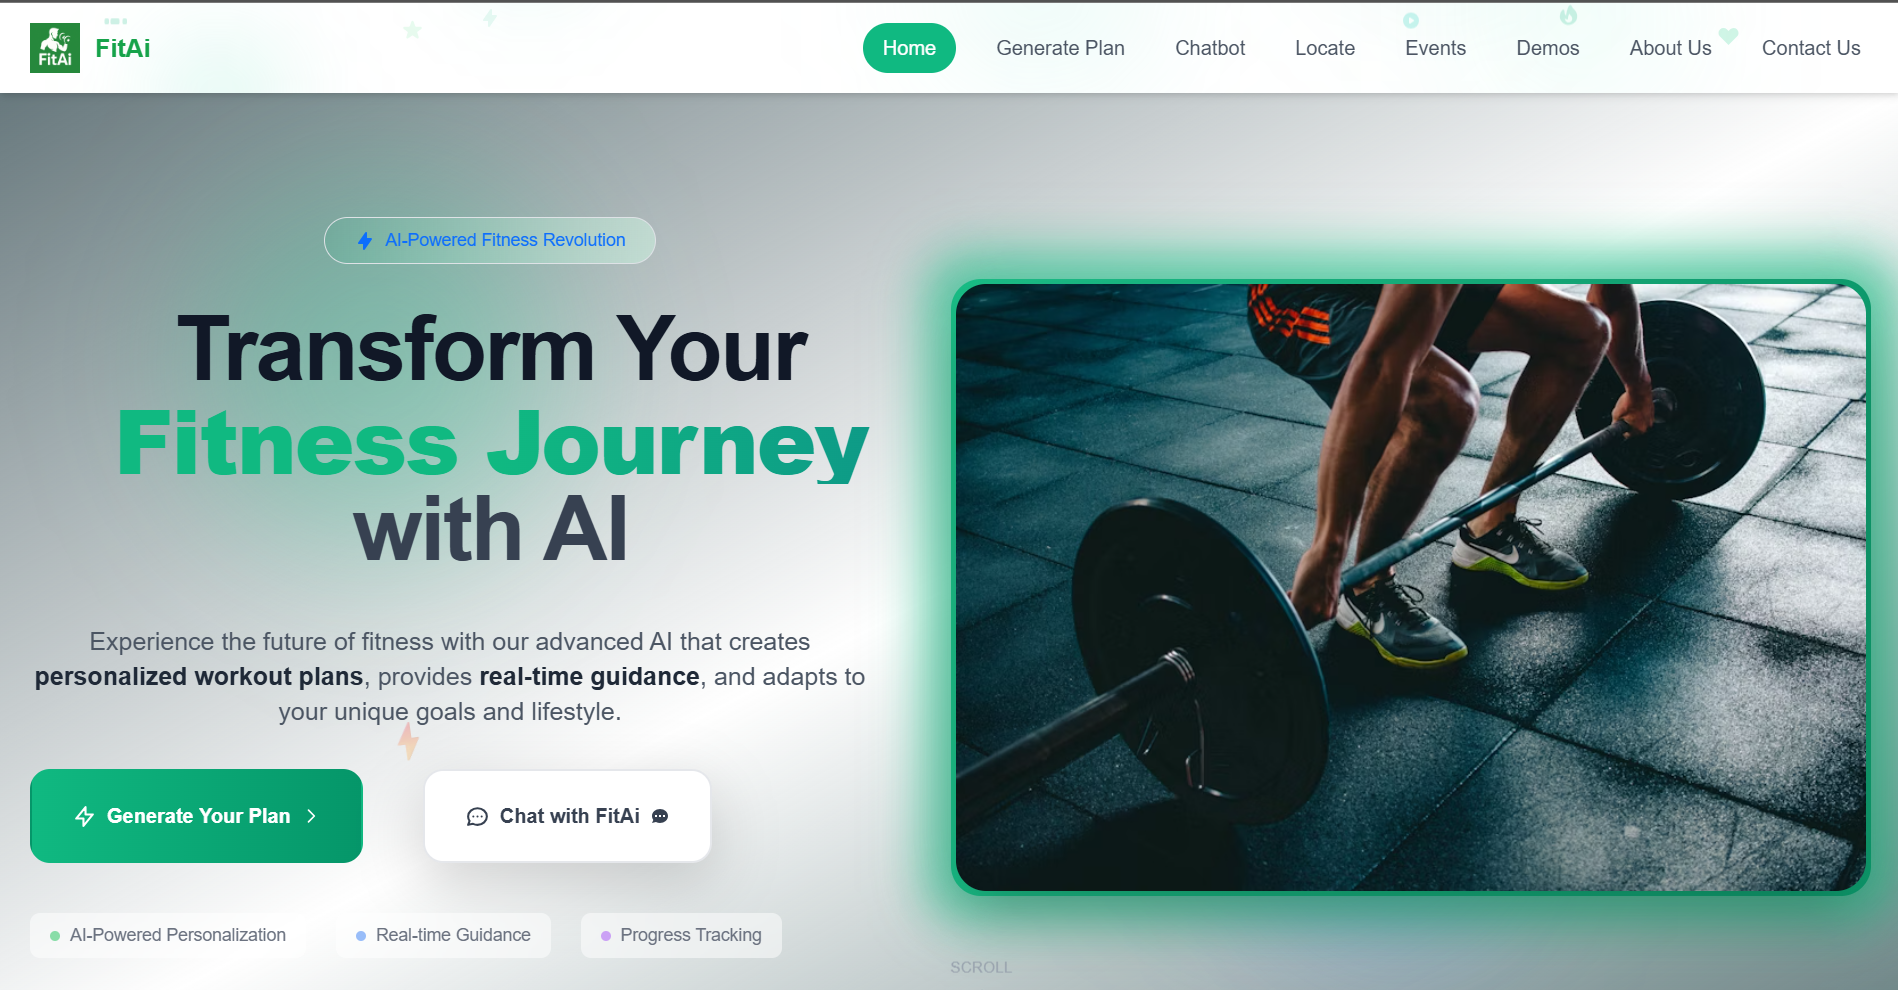 FitAi
FitAi
Home
Generate Plan
Chatbot
Locate
Events
Demos
About Us
Contact Us
AI-Powered Fitness Revolution
Transform Your
Fitness Journey
with AI
Experience the future of fitness with our advanced AI that creates
personalized workout plans, provides real-time guidance, and adapts to
your unique goals and lifestyle.
Generate Your Plan
Chat with FitAi
AI-Powered Personalization
Real-time Guidance
Progress Tracking
SCROLL